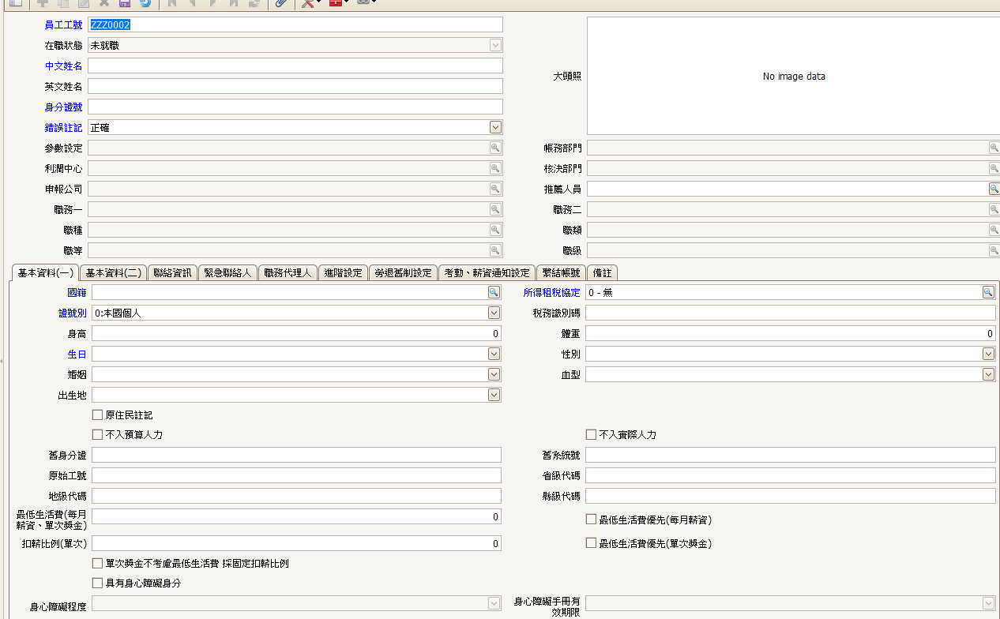 員工工號 ZZZ0002
在職狀態 未就職
中文姓名
英文姓名
大頭照 No image data
身分證號
錯誤註記 正確
參數設定 帳務部門
利潤中心 核決部門
申報公司 推薦人員
職務一 職務二
職種 職類
職等 職級
基本資料(一) 基本資料(二) 聯絡資訊 緊急聯絡人 職務代理人 進階設定 勞退舊制設定 考勤、薪資通知設定 繫結帳號 備註
國籍 所得租稅協定 0 - 無
證號別 0:本國個人 稅務識別碼
身高 0 體重 0
生日 性別
婚姻 血型
出生地
原住民註記
不入預算人力 不入實際人力
舊身分證 舊系統號
原始工號 省級代碼
地級代碼 縣級代碼
最低生活費(每月
薪資、單次獎金) 0 最低生活費優先(每月薪資)
扣薪比例(單次) 0 最低生活費優先(單次獎金)
單次獎金不考慮最低生活費 採固定扣薪比例
具有身心障礙身分
身心障礙程度 身心障礙手冊有
效期限